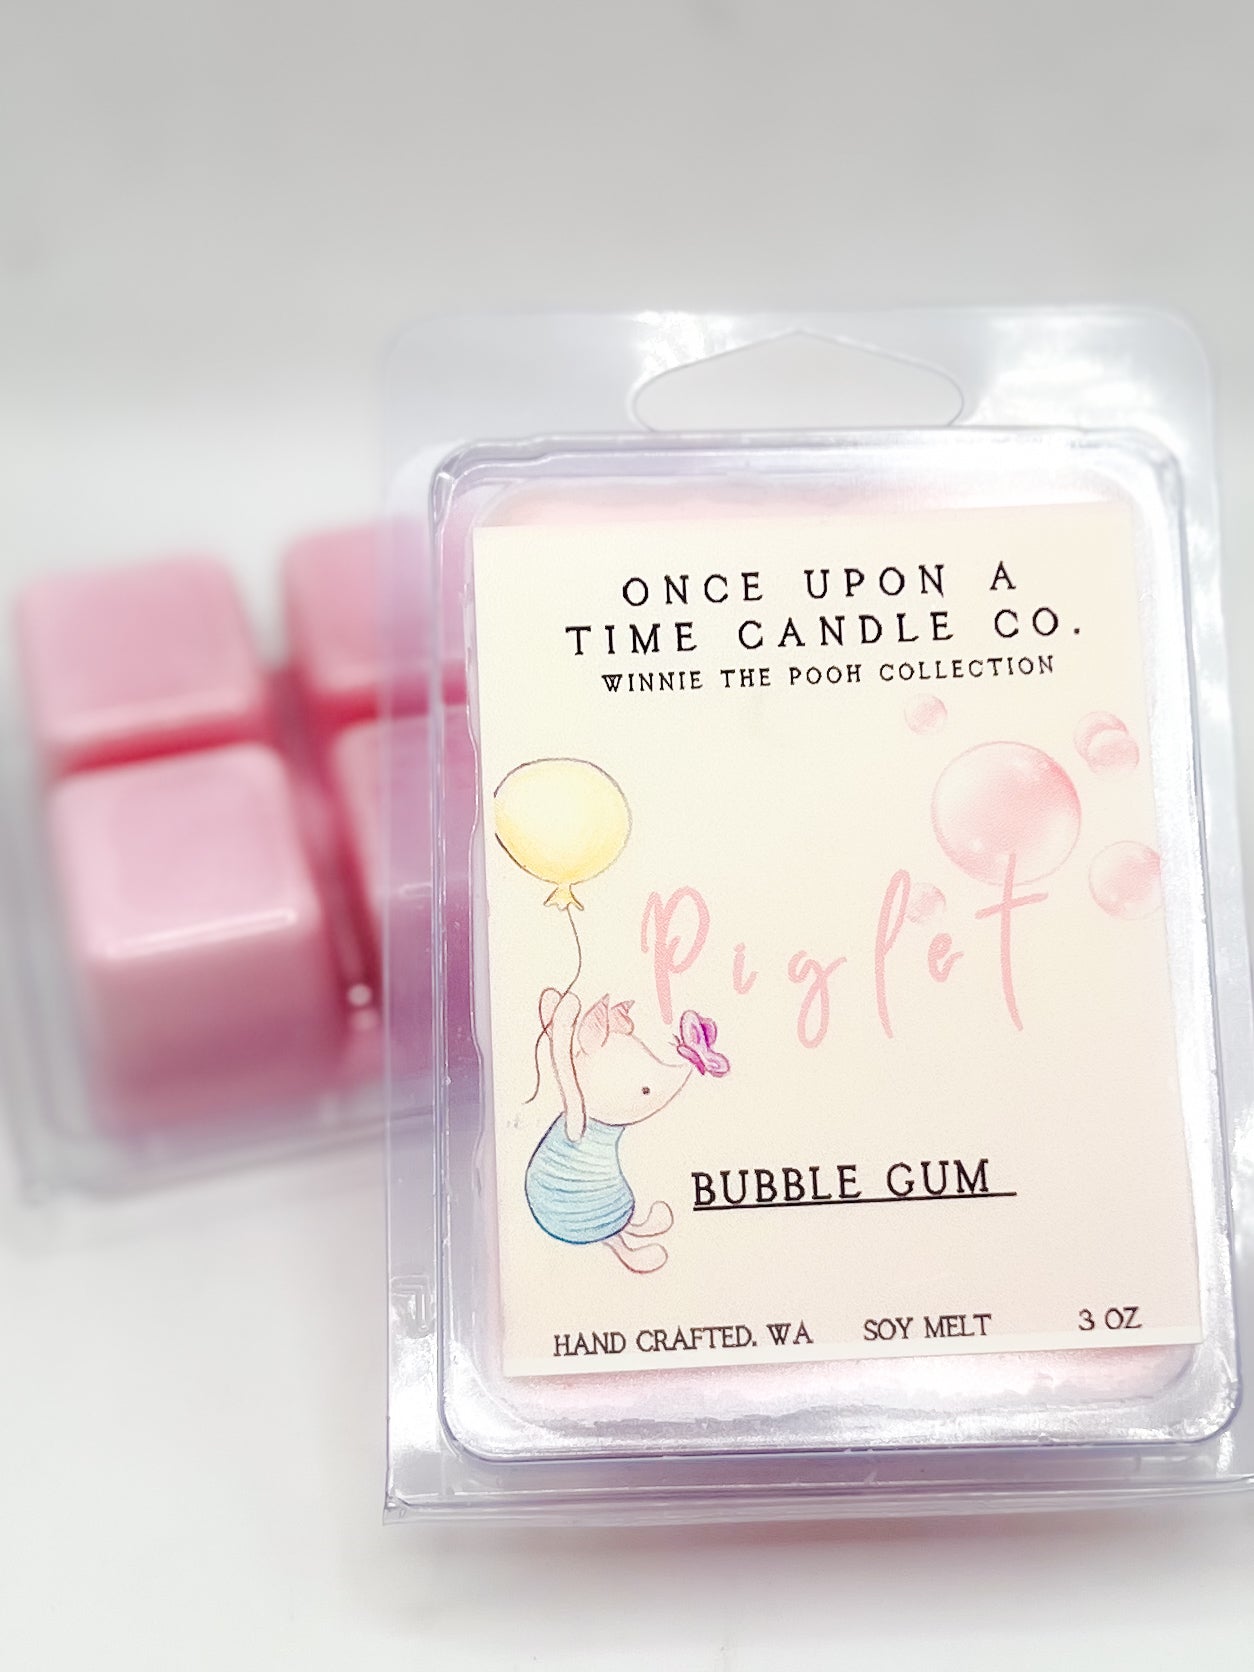 ONCE UPON A
TIME CANDLE CO.
WINNIE THE POOH COLLECTION
Piglet
BUBBLE GUM
HAND CRAFTED. WA SOY MELT 3 OZ